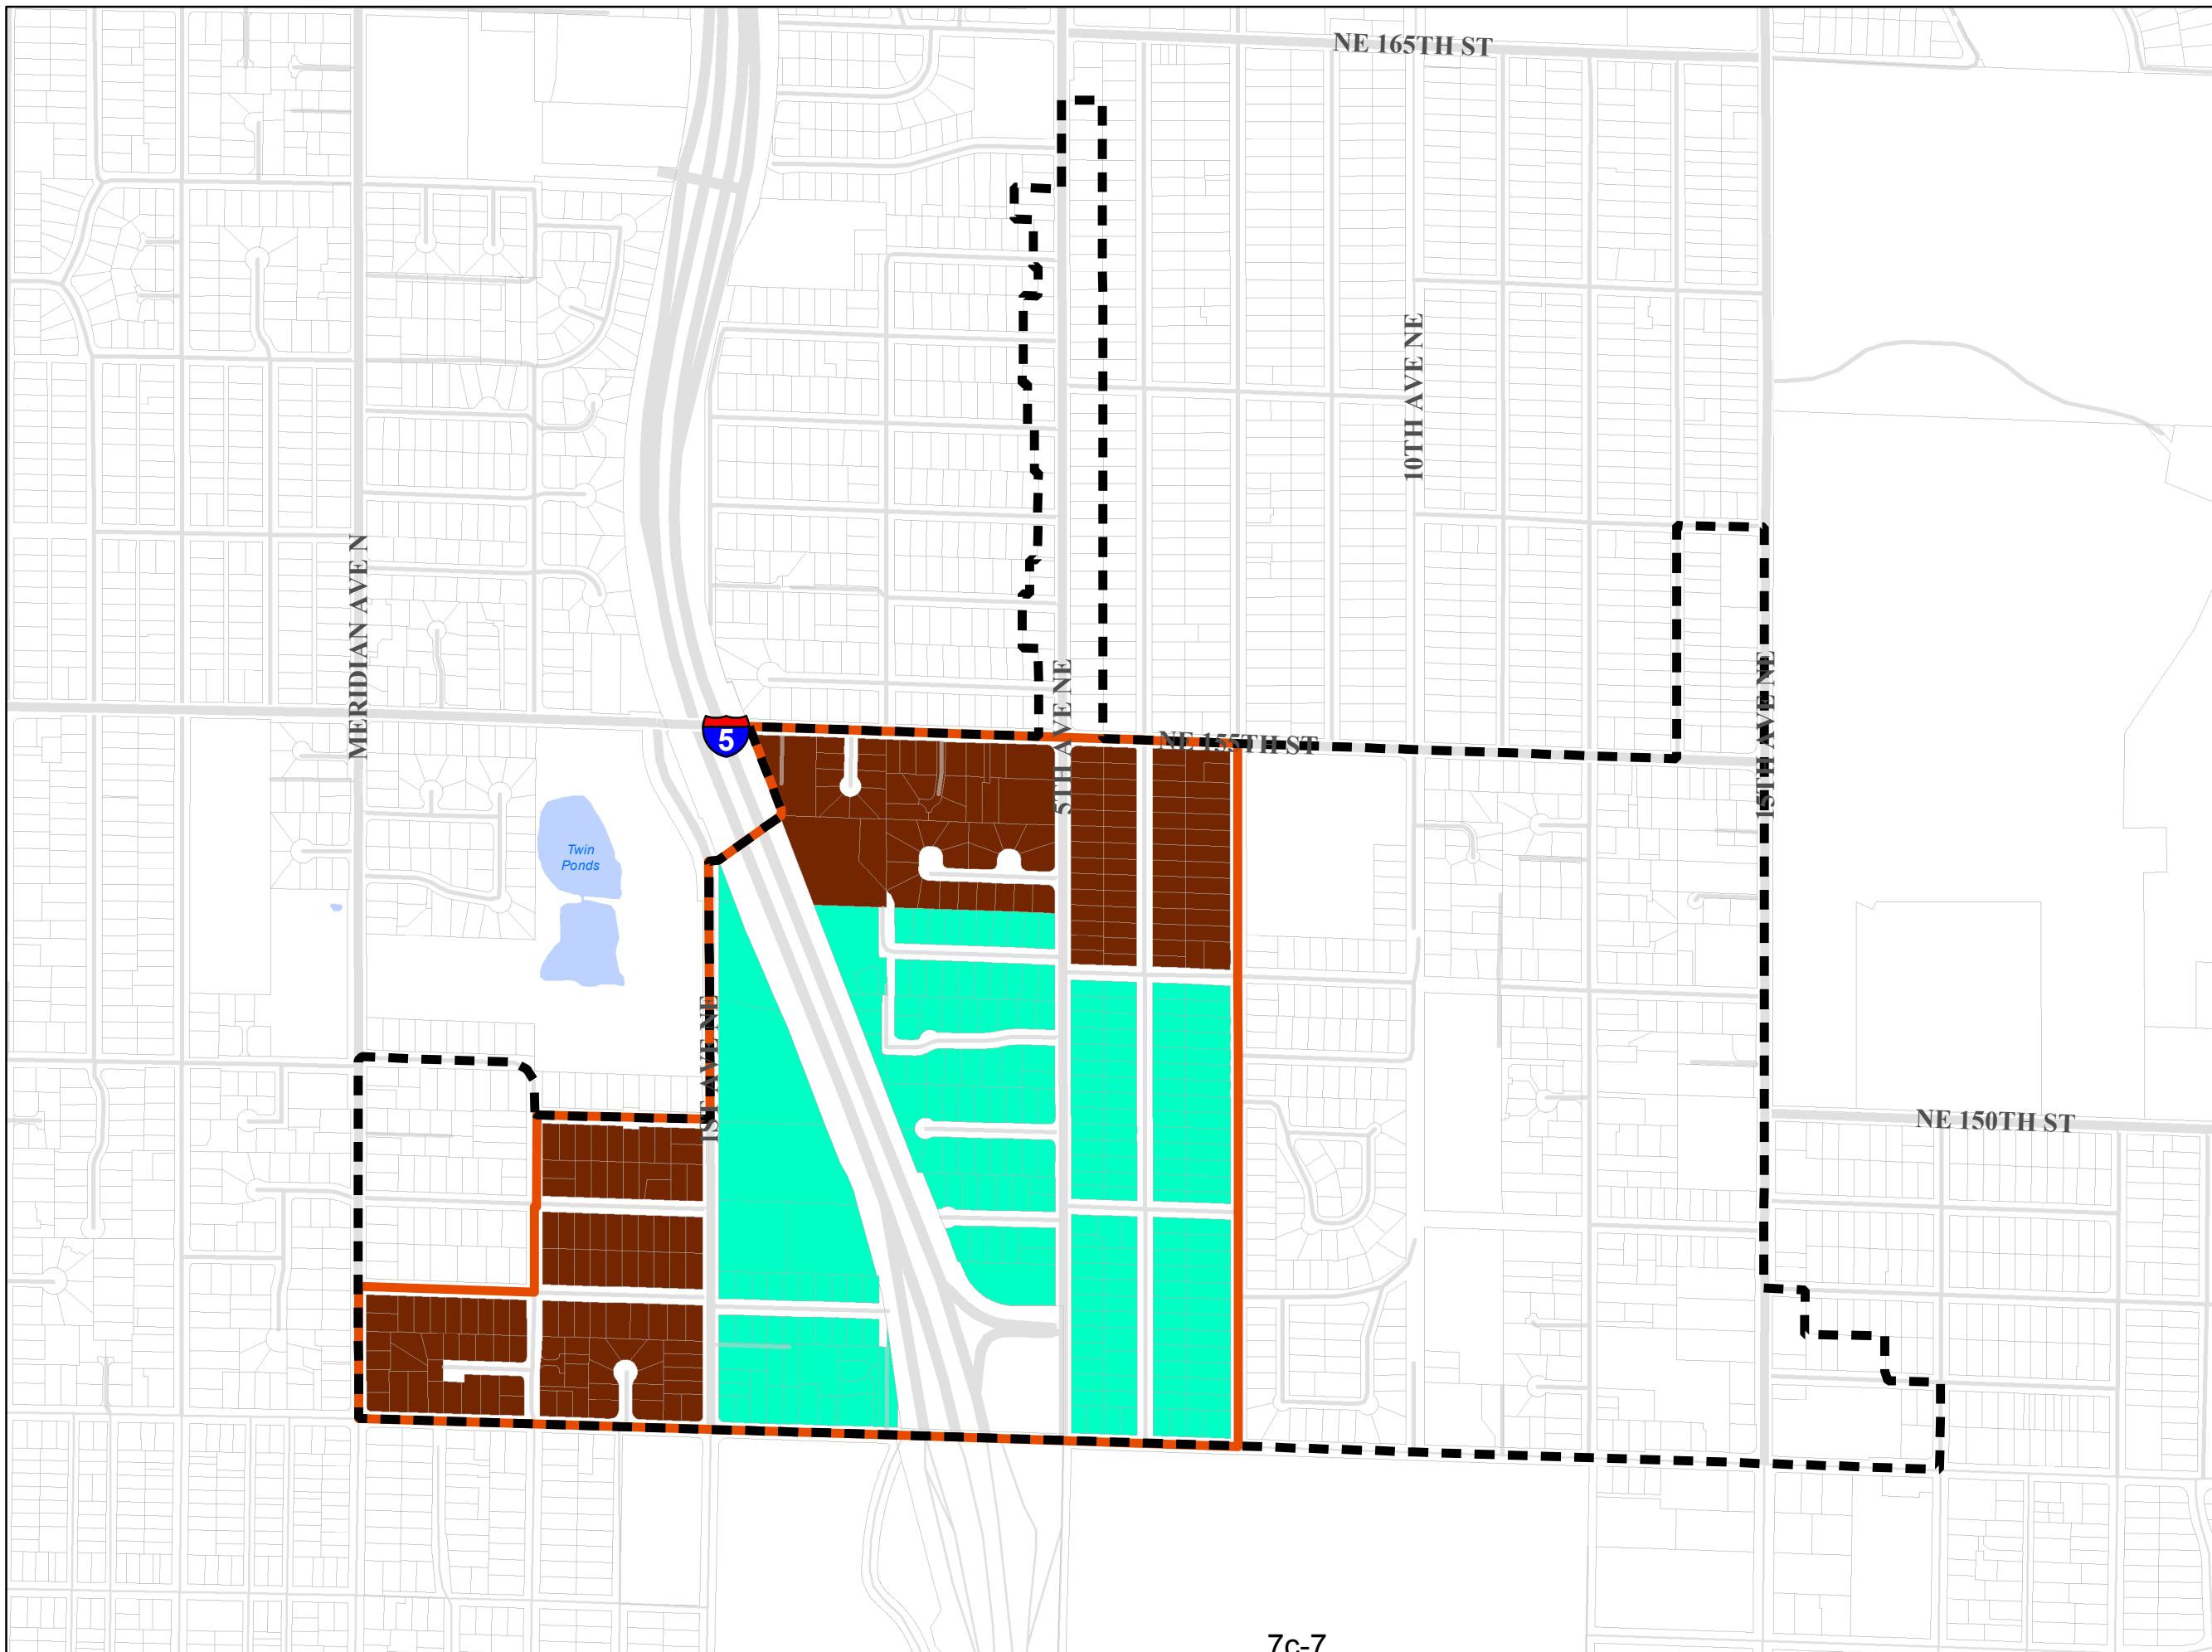 NE 165TH ST
10TH AVE NE
MERIDIAN AVE N
5TH AVE NE
15TH AVE NE
5
NE 155TH ST
Twin
Ponds
1ST AVE NE
NE 150TH ST
7c-7